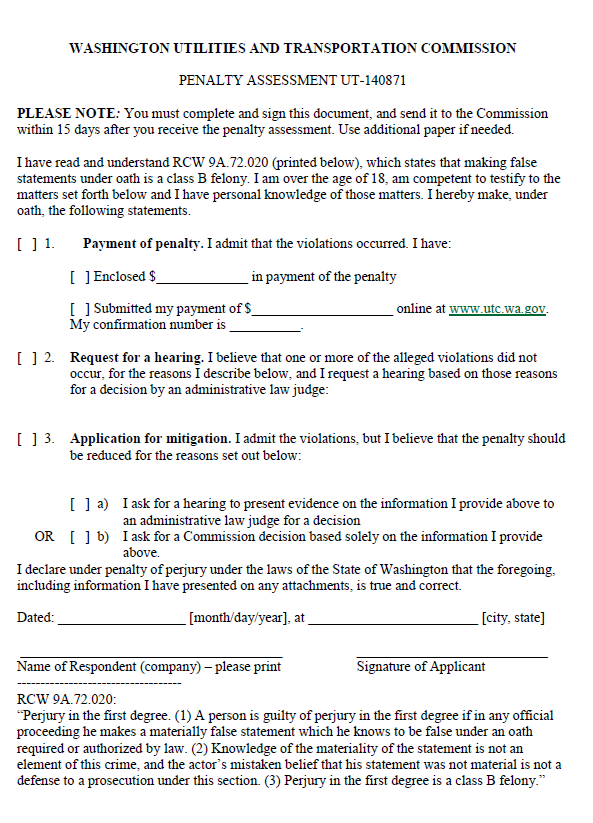 WASHINGTON UTILITIES AND TRANSPORTATION COMMISSION
PENALTY ASSESSMENT UT-140871
PLEASE NOTE: You must complete and sign this document, and send it to the Commission
within 15 days after you receive the penalty assessment. Use additional paper if needed.
I have read and understand RCW 9A.72.020 (printed below), which states that making false
statements under oath is a class B felony. I am over the age of 18, am competent to testify to the
matters set forth below and I have personal knowledge of those matters. I hereby make, under
oath, the following statements.
[ ] 1. Payment of penalty. I admit that the violations occurred. I have:
[ ] Enclosed $_____________ in payment of the penalty
[ ] Submitted my payment of $____________________ online at www.utc.wa.gov.
My confirmation number is __________.
[ ] 2. Request for a hearing. I believe that one or more of the alleged violations did not
occur, for the reasons I describe below, and I request a hearing based on those reasons
for a decision by an administrative law judge:
[ ] 3. Application for mitigation. I admit the violations, but I believe that the penalty should
be reduced for the reasons set out below:
[ ] a) I ask for a hearing to present evidence on the information I provide above to
an administrative law judge for a decision
OR [ ] b) I ask for a Commission decision based solely on the information I provide
above.
I declare under penalty of perjury under the laws of the State of Washington that the foregoing,
including information I have presented on any attachments, is true and correct.
Dated: __________________ [month/day/year], at ________________________ [city, state]
_____________________________________ ___________________________
Name of Respondent (company) – please print Signature of Applicant
-----------------------------------
RCW 9A.72.020:
“Perjury in the first degree. (1) A person is guilty of perjury in the first degree if in any official
proceeding he makes a materially false statement which he knows to be false under an oath
required or authorized by law. (2) Knowledge of the materiality of the statement is not an
element of this crime, and the actor’s mistaken belief that his statement was not material is not a
defense to a prosecution under this section. (3) Perjury in the first degree is a class B felony.”